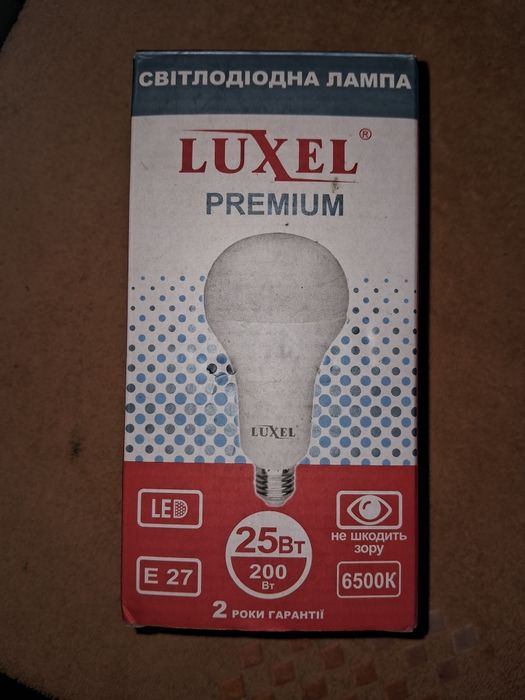 СВІТЛОДІОДНА ЛАМПА
LUXEL®
PREMIUM
LUXEL
LED
25Вт
200
Вт
не шкодить
зору
E 27
6500K
2 РОКИ ГАРАНТІЇ